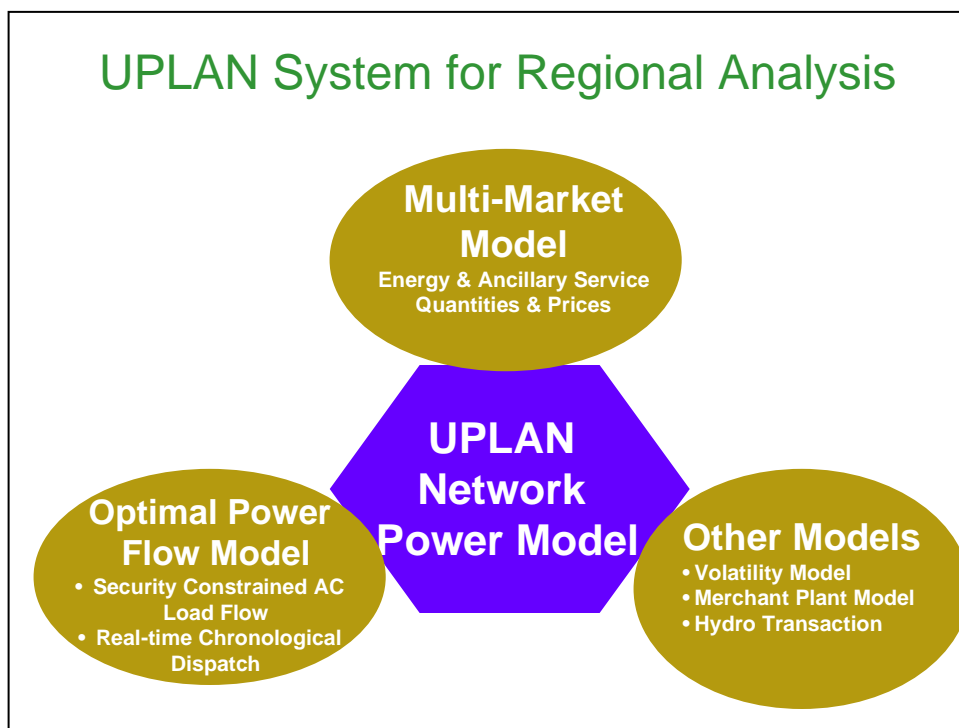 UPLAN System for Regional Analysis
Multi-Market
Model
Energy & Ancillary Service
Quantities & Prices
UPLAN
Network
Power Model
Optimal Power
Flow Model
• Security Constrained AC
Load Flow
• Real-time Chronological
Dispatch
Other Models
• Volatility Model
• Merchant Plant Model
• Hydro Transaction